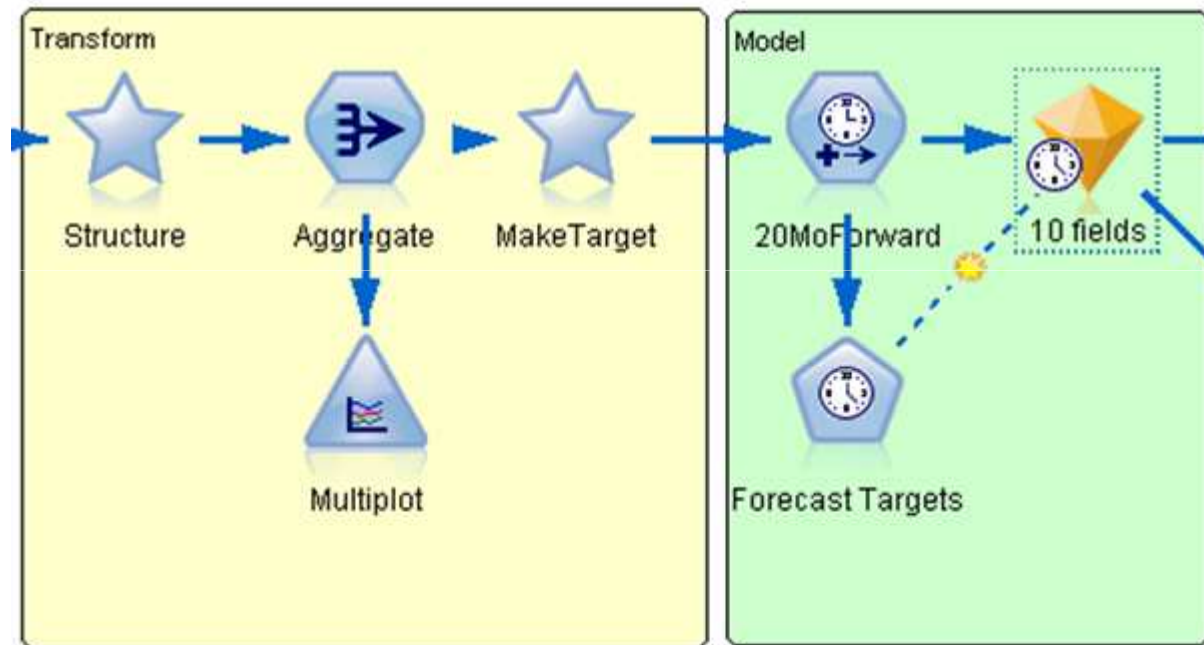 Transform
Structure
Aggregate
MakeTarget
Multiplot
Model
20MoForward
10 fields
Forecast Targets